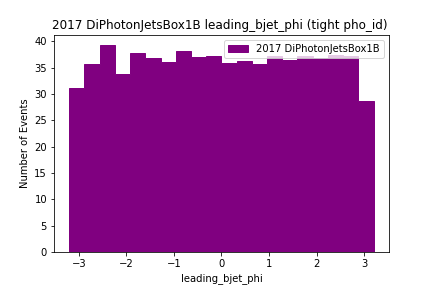 2017 DiPhotonJetsBox1B leading_bjet_phi (tight pho_id)
2017 DiPhotonJetsBox1B
Number of Events
40
35
30
25
20
15
10
5
0
−3 −2 −1 0 1 2 3
leading_bjet_phi